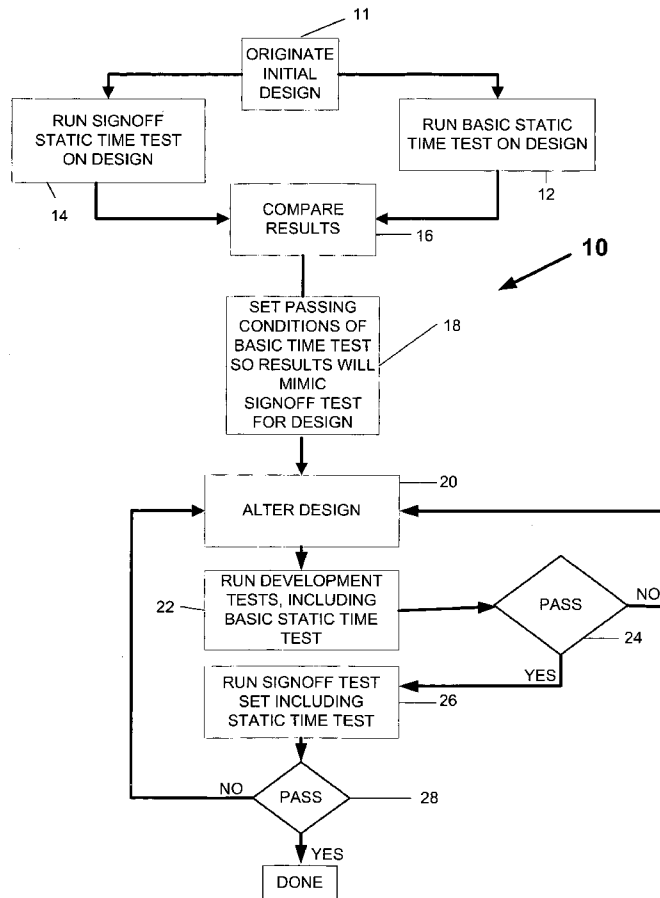 11
ORIGINATE
INITIAL
DESIGN
RUN SIGNOFF
STATIC TIME TEST
ON DESIGN
14
RUN BASIC STATIC
TIME TEST ON DESIGN
12
COMPARE
RESULTS
16
10
SET PASSING
CONDITIONS OF
BASIC TIME TEST
SO RESULTS WILL
MIMIC
SIGNOFF TEST
FOR DESIGN
18
20
ALTER DESIGN
22
RUN DEVELOPMENT
TESTS, INCLUDING
BASIC STATIC TIME
TEST
PASS
NO
24
YES
RUN SIGNOFF TEST
SET INCLUDING
STATIC TIME TEST
26
NO
PASS
28
YES
DONE